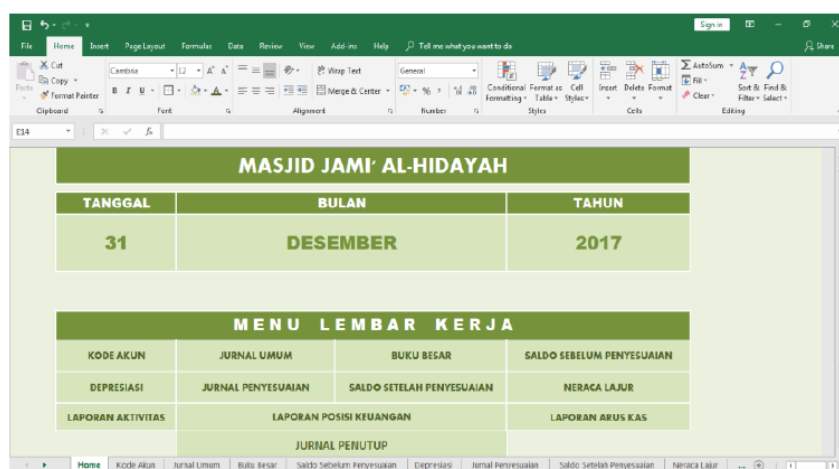 Sign in
File Home Insert Page Layout Formulas Data Review View Add-ins Help Tell me what you want to do Share
Cut
Copy
Format Painter
Paste
Cambria 12
B I U
Wrap Text
Merge & Center
General
Conditional Formatting
Format as Table
Cell Styles
Insert Delete Format
AutoSum
Fill
Clear
Sort & Filter
Find & Select
Clipboard Font Alignment Number Styles Cells Editing
E14 fx
MASJID JAMI' AL-HIDAYAH
TANGGAL BULAN TAHUN
31 DESEMBER 2017
MENU LEMBAR KERJA
KODE AKUN JURNAL UMUM BUKU BESAR SALDO SEBELUM PENYESUAIAN
DEPRESIASI JURNAL PENYESUAIAN SALDO SETELAH PENYESUAIAN NERACA LAJUR
LAPORAN AKTIVITAS LAPORAN POSISI KEUANGAN LAPORAN ARUS KAS
JURNAL PENUTUP
Home Kode Akun Jurnal Umum Buku Besar Saldo Sebelum Penyesuaian Depresiasi Jurnal Penyesuaian Saldo Setelah Penyesuaian Neraca Lajur ...